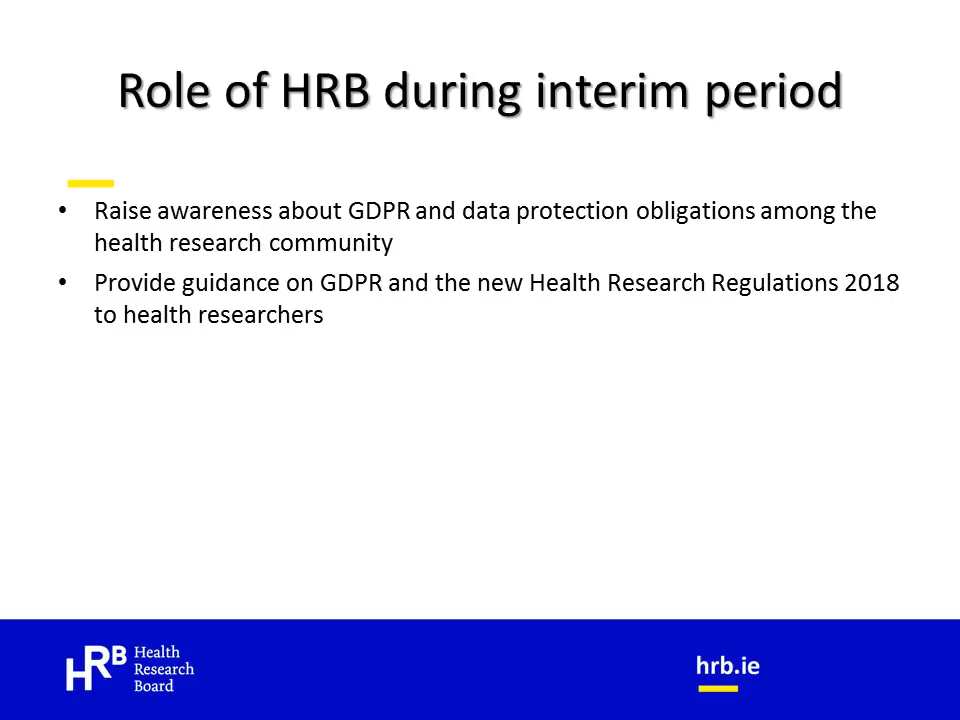 Role of HRB during interim period
• Raise awareness about GDPR and data protection obligations among the
health research community
• Provide guidance on GDPR and the new Health Research Regulations 2018
to health researchers
HRB Health
Research
Board
hrb.ie